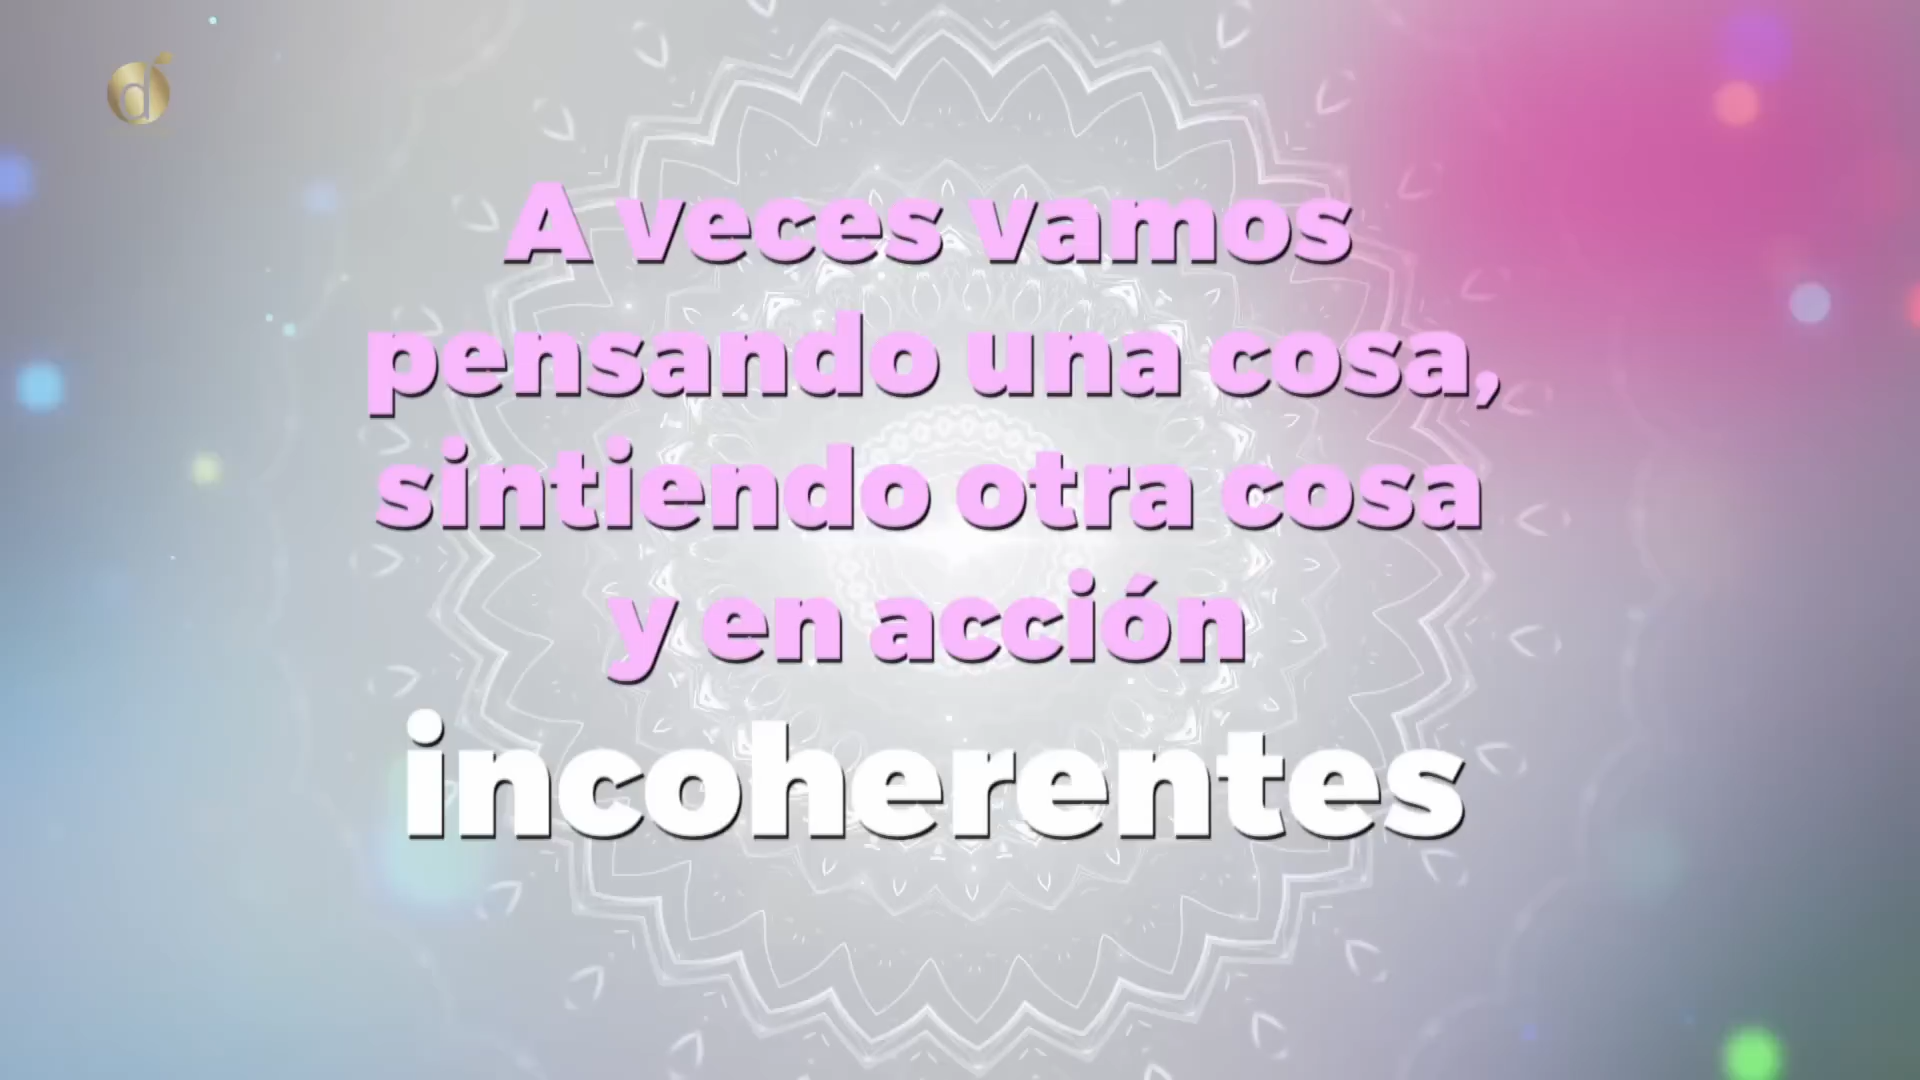 d
A veces vamos
pensando una cosa,
sintiendo otra cosa
y en acción
incoherentes